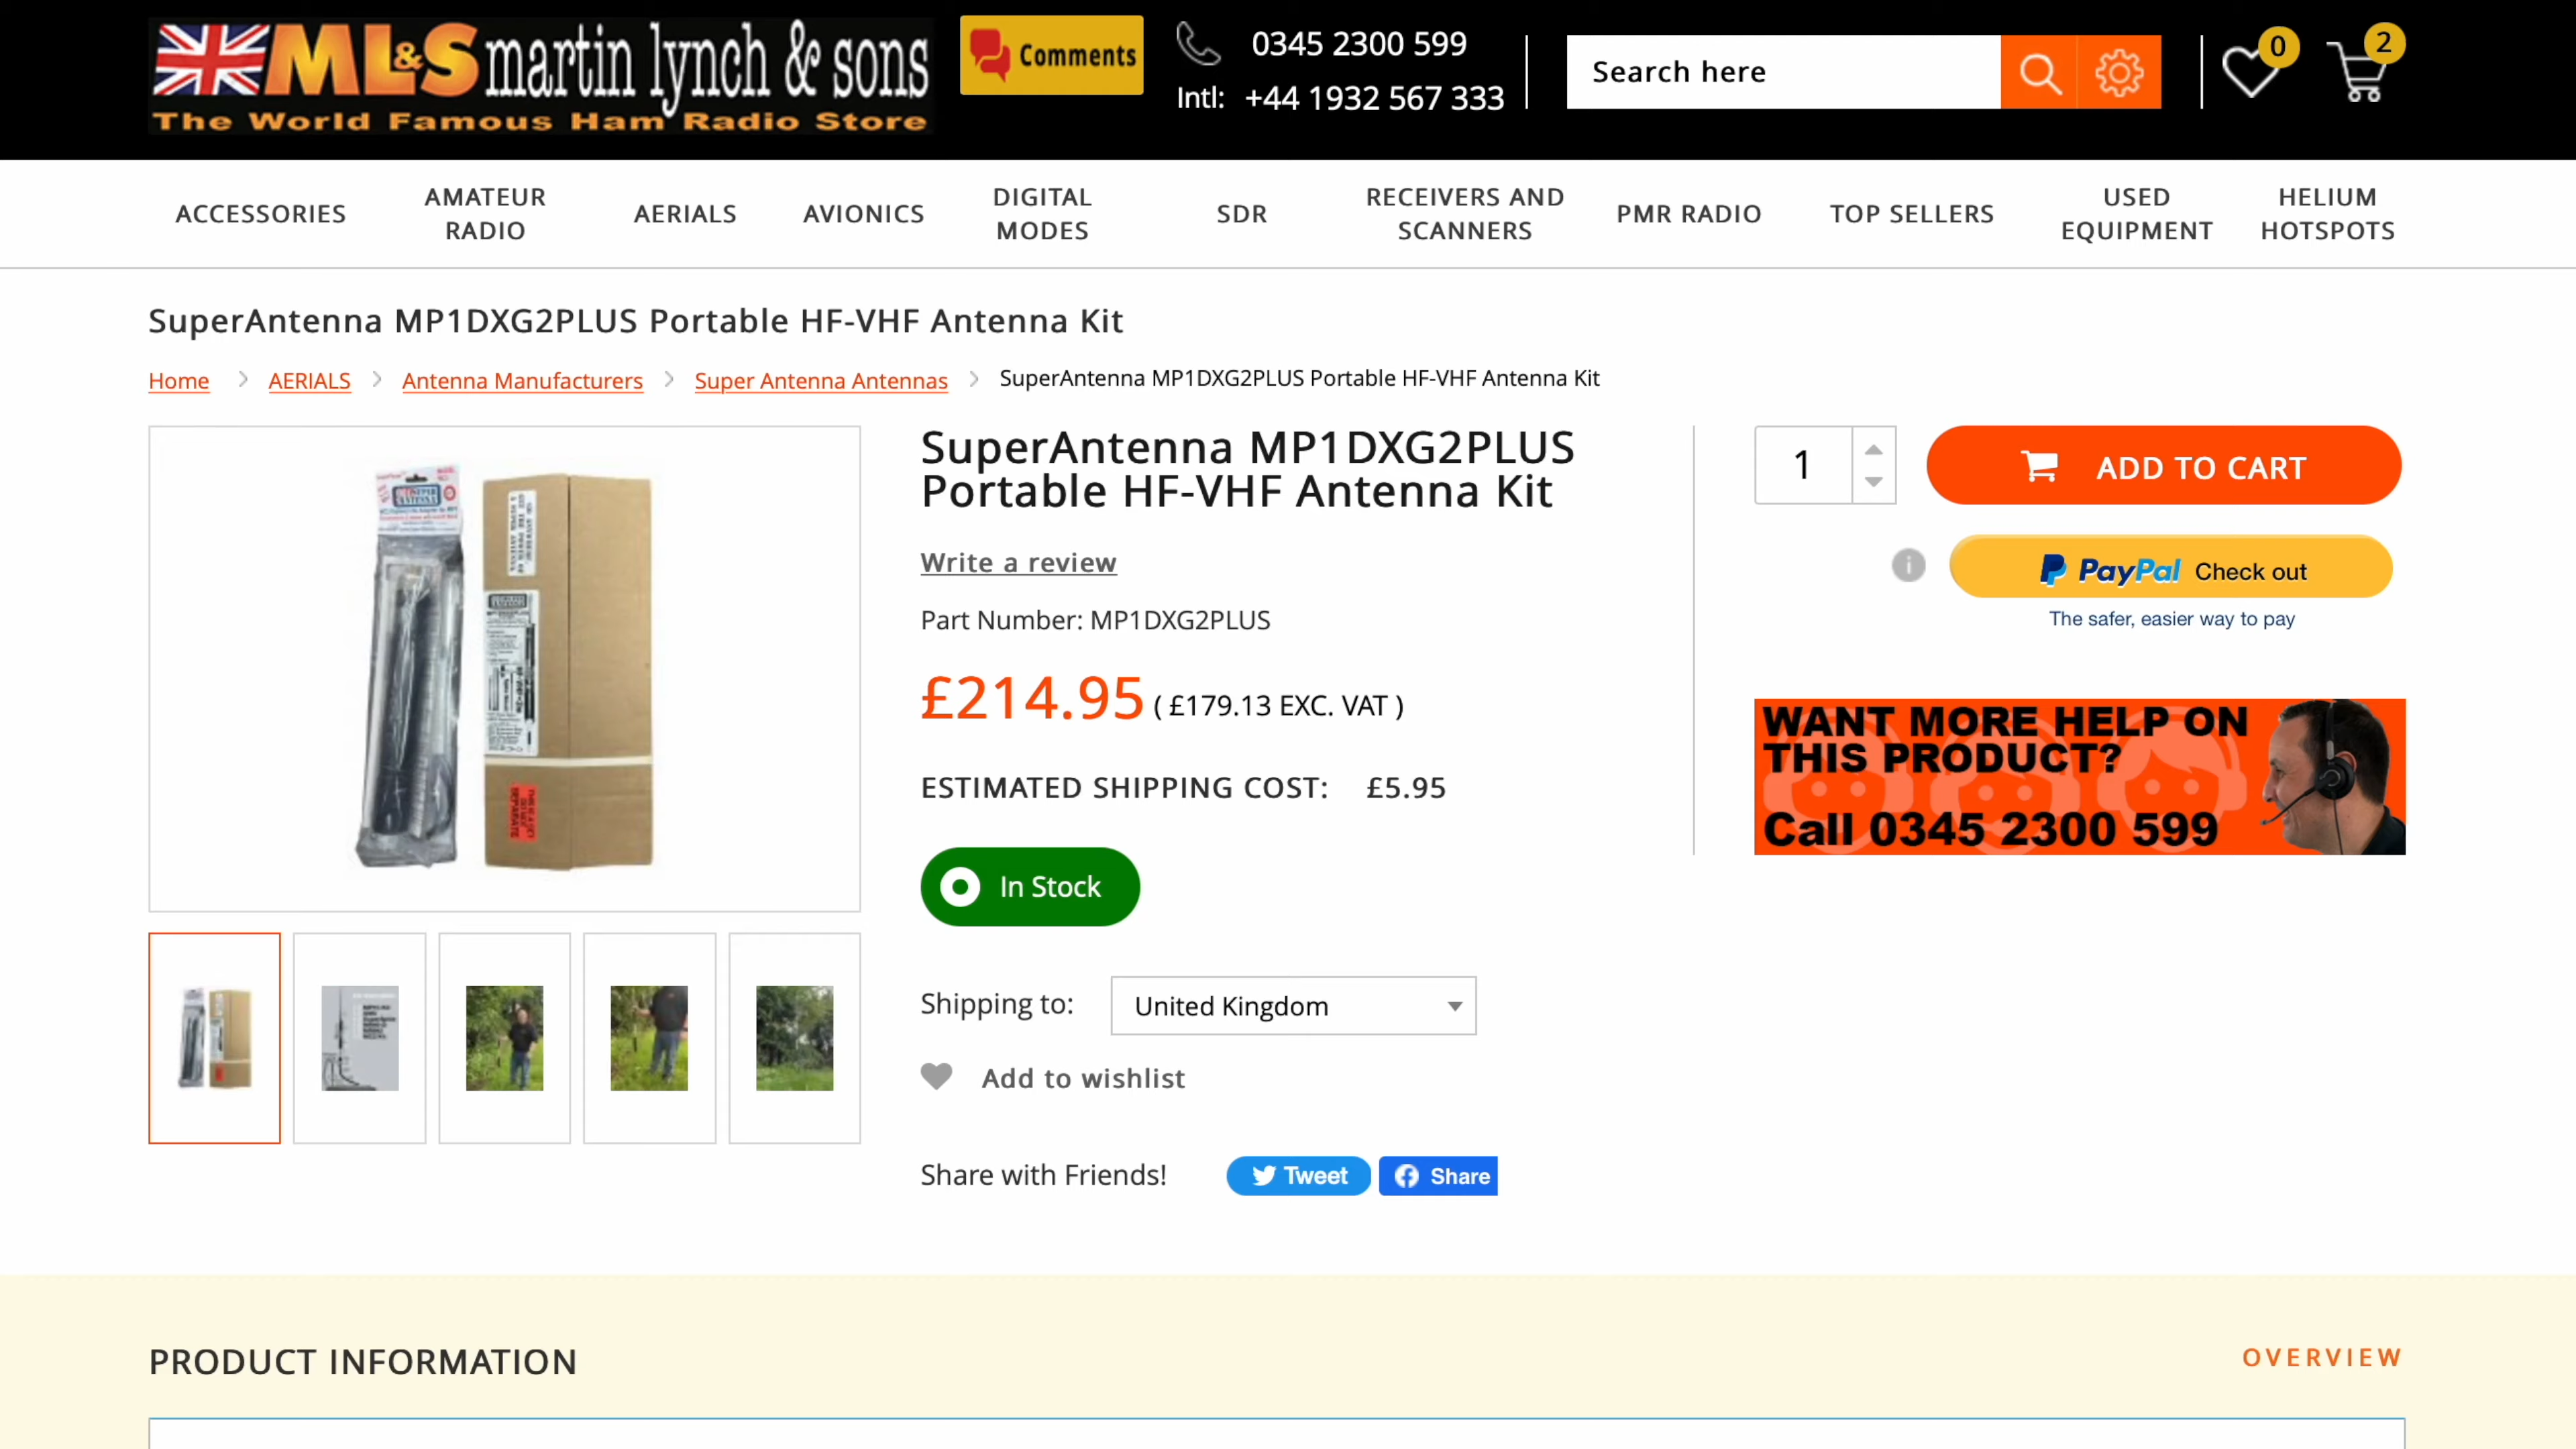 ML&S martin lynch & sons
The World Famous Ham Radio Store
Comments
0345 2300 599
Intl: +44 1932 567 333
Search here
0
2
ACCESSORIES
AMATEUR RADIO
AERIALS
AVIONICS
DIGITAL MODES
SDR
RECEIVERS AND SCANNERS
PMR RADIO
TOP SELLERS
USED EQUIPMENT
HELIUM HOTSPOTS
SuperAntenna MP1DXG2PLUS Portable HF-VHF Antenna Kit
Home > AERIALS > Antenna Manufacturers > Super Antenna Antennas > SuperAntenna MP1DXG2PLUS Portable HF-VHF Antenna Kit
SuperAntenna MP1DXG2PLUS
Portable HF-VHF Antenna Kit
Write a review
Part Number: MP1DXG2PLUS
£214.95 ( £179.13 EXC. VAT )
ESTIMATED SHIPPING COST: £5.95
In Stock
Shipping to: United Kingdom
Add to wishlist
Share with Friends! Tweet Share
1
ADD TO CART
PayPal Check out
The safer, easier way to pay
WANT MORE HELP ON
THIS PRODUCT?
Call 0345 2300 599
PRODUCT INFORMATION
OVERVIEW